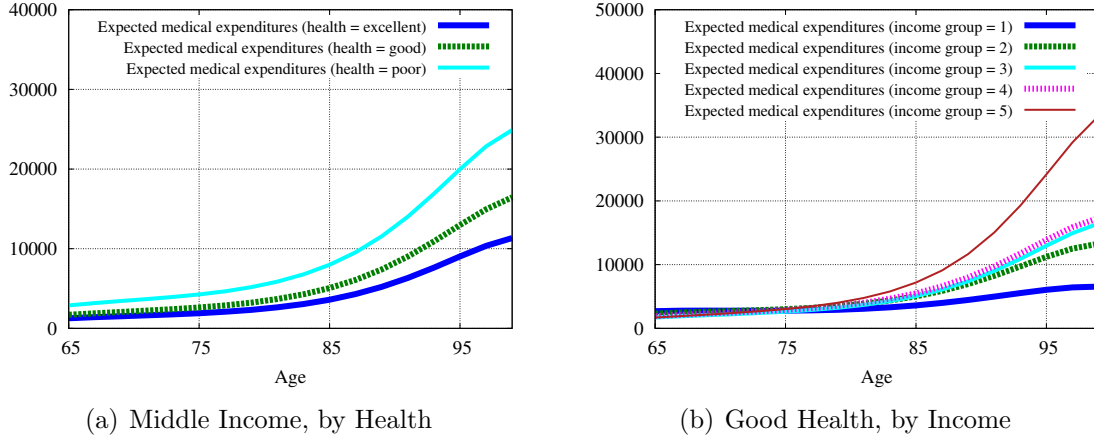 40000
Expected medical expenditures (health = excellent)
Expected medical expenditures (health = good)
Expected medical expenditures (health = poor)
30000
20000
10000
0
65
75
85
95
Age
(a) Middle Income, by Health
50000
Expected medical expenditures (income group = 1)
Expected medical expenditures (income group = 2)
40000
Expected medical expenditures (income group = 3)
Expected medical expenditures (income group = 4)
Expected medical expenditures (income group = 5)
30000
20000
10000
0
65
75
85
95
Age
(b) Good Health, by Income